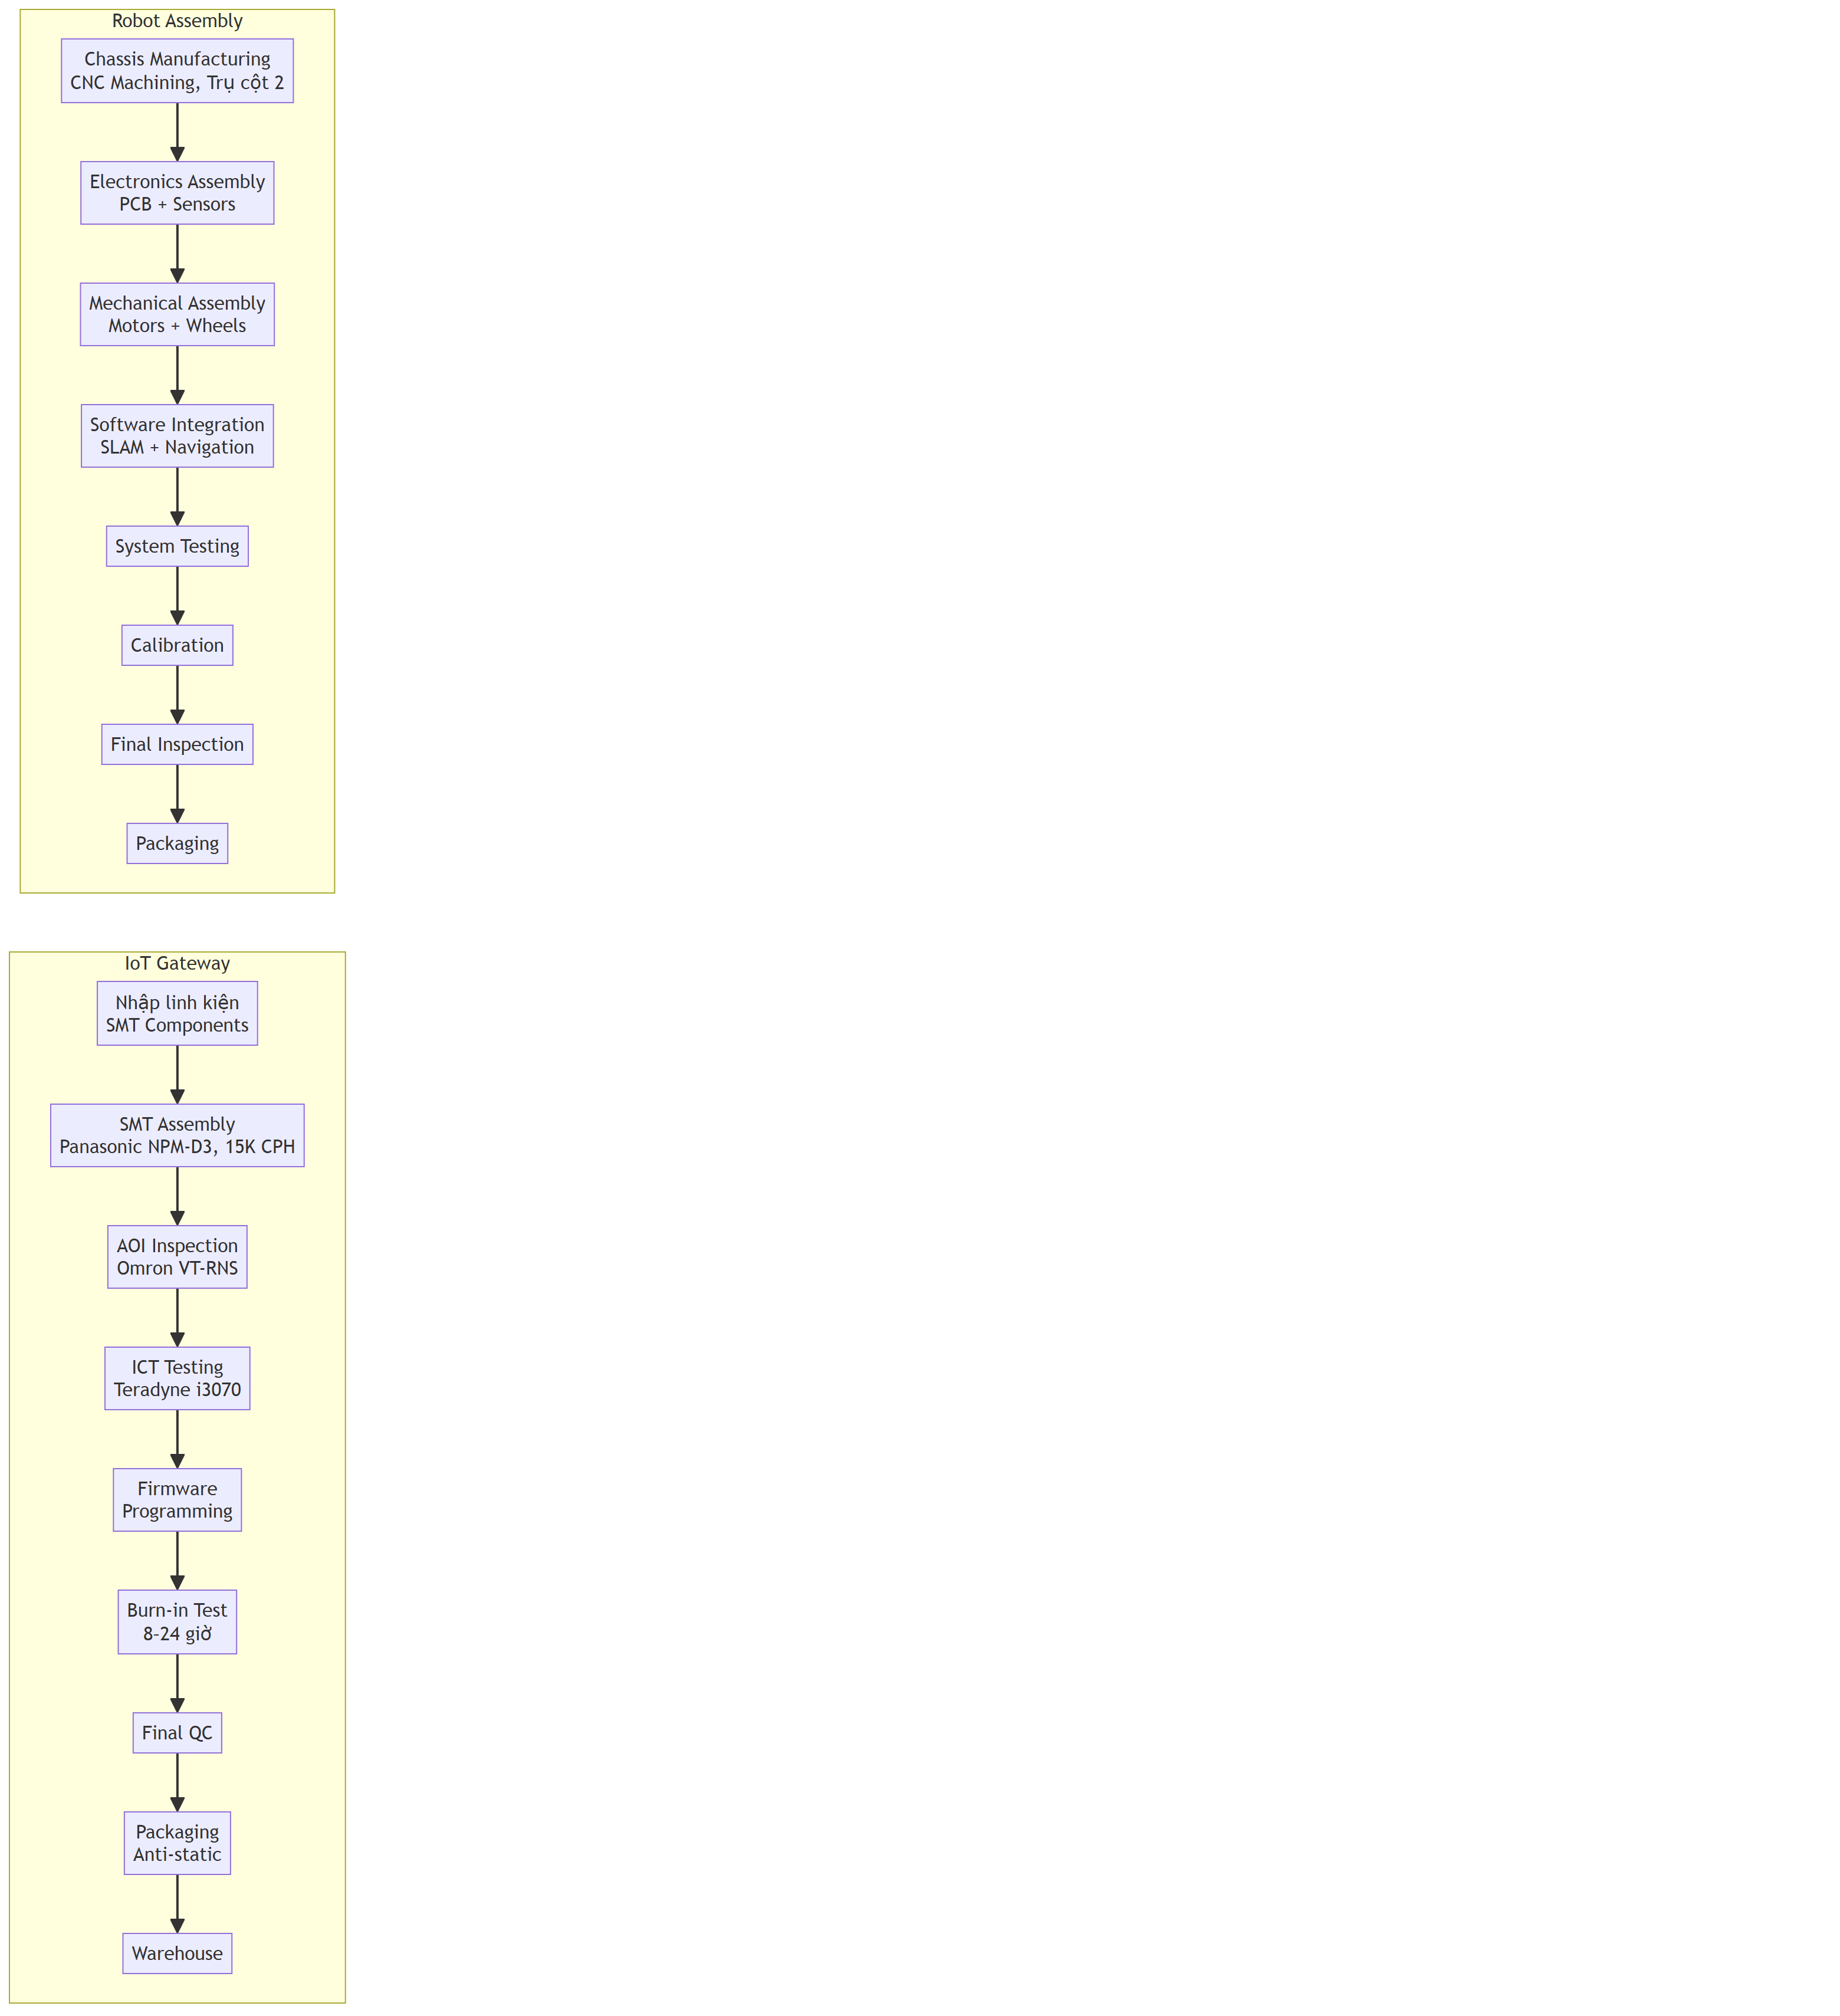 Robot Assembly
Chassis Manufacturing
CNC Machining, Trụ cột 2
Electronics Assembly
PCB + Sensors
Mechanical Assembly
Motors + Wheels
Software Integration
SLAM + Navigation
System Testing
Calibration
Final Inspection
Packaging
IoT Gateway
Nhập linh kiện
SMT Components
SMT Assembly
Panasonic NPM-D3, 15K CPH
AOI Inspection
Omron VT-RNS
ICT Testing
Teradyne i3070
Firmware
Programming
Burn-in Test
8-24 giờ
Final QC
Packaging
Anti-static
Warehouse